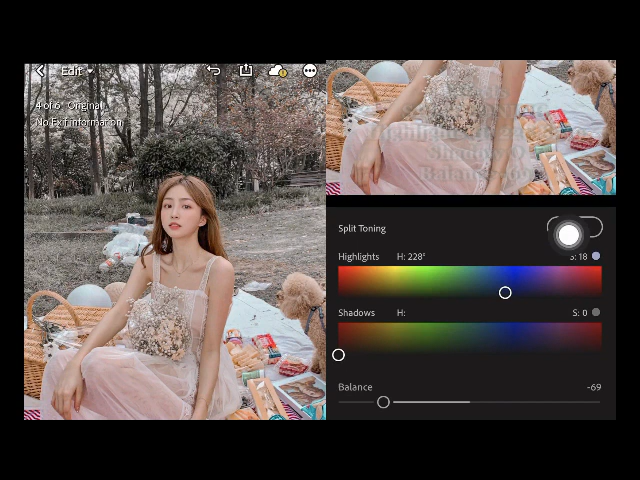 Edit
4 of 6 Original
No Exif information
Split Toning
Highlights H: 228° S: 18
Shadows H: S: 0
Balance -69